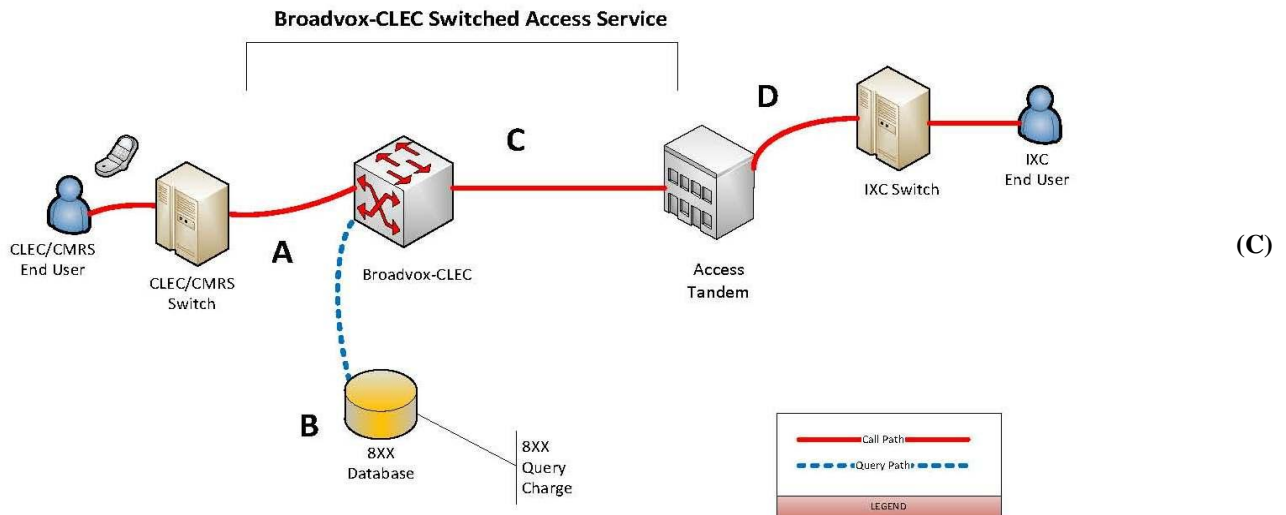 Broadvox-CLEC Switched Access Service
D
C
IXC
End User
IXC Switch
CLEC/CMRS
End User
A
(C)
CLEC/CMRS
Switch
Broadvox-CLEC
Access
Tandem
B
8XX
Database
8XX
Query
Charge
Call Path
Query Path
LEGEND